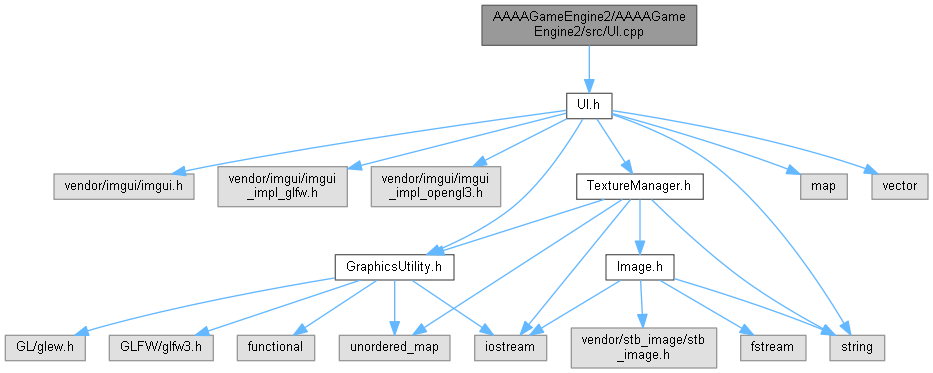 AAAAGameEngine2/AAAAGame
Engine2/src/UI.cpp
UI.h
vendor/imgui/imgui.h
vendor/imgui/imgui
_impl_glfw.h
vendor/imgui/imgui
_impl_opengl3.h
TextureManager.h
map
vector
GraphicsUtility.h
Image.h
GL/glew.h
GLFW/glfw3.h
functional
unordered_map
iostream
vendor/stb_image/stb
_image.h
fstream
string